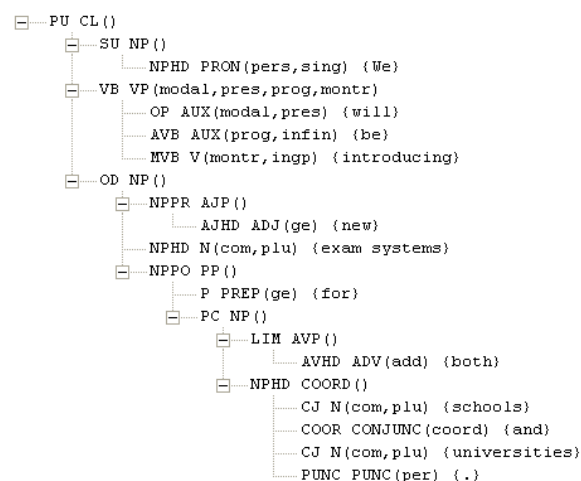 PU CL()
SU NP()
NPHD PRON(pers,sing) {We}
VB VP(modal,pres,prog,montr)
OP AUX(modal,pres) {will}
AVB AUX(prog,infin) {be}
MVB V(montr,ingp) {introducing}
OD NP()
NPPR AJP()
AJHD ADJ(ge) {new}
NPHD N(com,plu) {exam systems}
NPPO PP()
P PREP(ge) {for}
PC NP()
LIM AVP()
AVHD ADV(add) {both}
NPHD COORD()
CJ N(com,plu) {schools}
COOR CONJUNC(coord) {and}
CJ N(com,plu) {universities}
PUNC PUNC(per) {.}